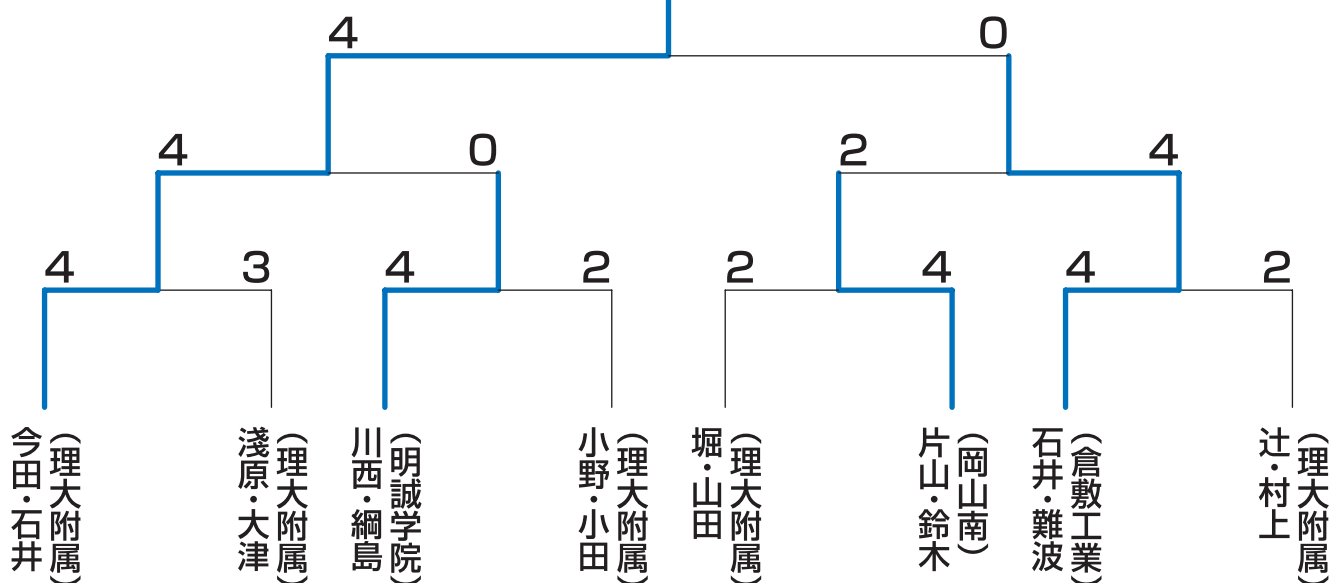 4
0
4
0
2
4
4
3
4
2
2
4
4
2
今田・石井
(理大附属)
淺原・大津
(理大附属)
川西・綱島
(明誠学院)
小野・小田
(理大附属)
堀・山田
(理大附属)
片山・鈴木
(岡山南)
石井・難波
(倉敷工業)
辻・村上
(理大附属)